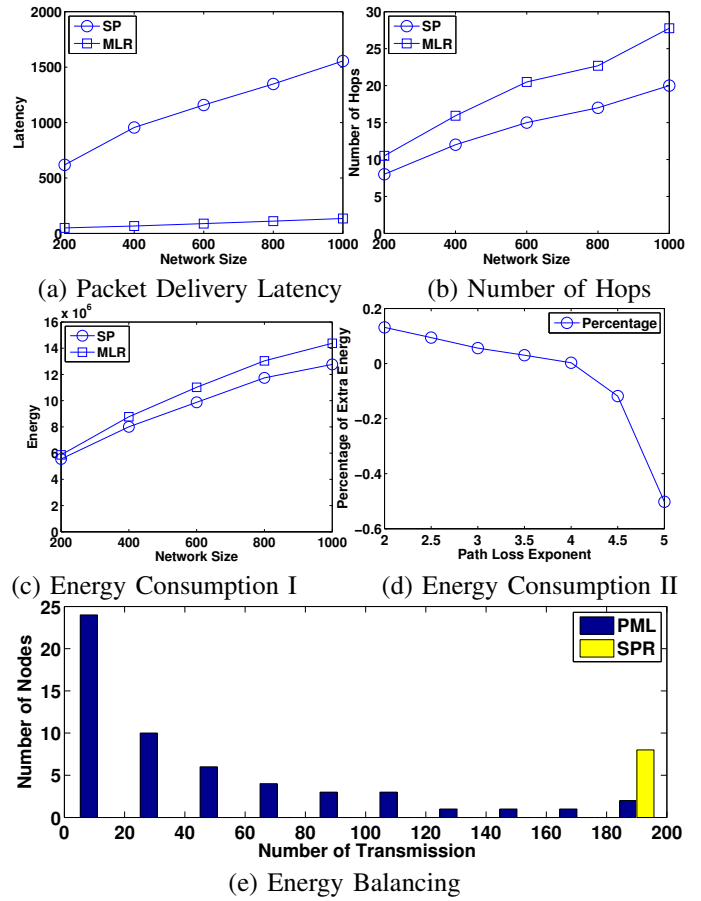 2000
1500
1000
500
0
Latency
SP
MLR
200 400 600 800 1000
Network Size
(a) Packet Delivery Latency
30
25
20
15
10
5
0
Number of Hops
SP
MLR
200 400 600 800 1000
Network Size
(b) Number of Hops
x 10^6
16
14
12
10
8
6
4
2
0
Energy
SP
MLR
200 400 600 800 1000
Network Size
(c) Energy Consumption I
0.2
0
−0.2
−0.4
−0.6
Percentage of Extra Energy
Percentage
2 2.5 3 3.5 4 4.5 5
Path Loss Exponent
(d) Energy Consumption II
25
20
15
10
5
0
Number of Nodes
PML
SPR
0 20 40 60 80 100 120 140 160 180 200
Number of Transmission
(e) Energy Balancing